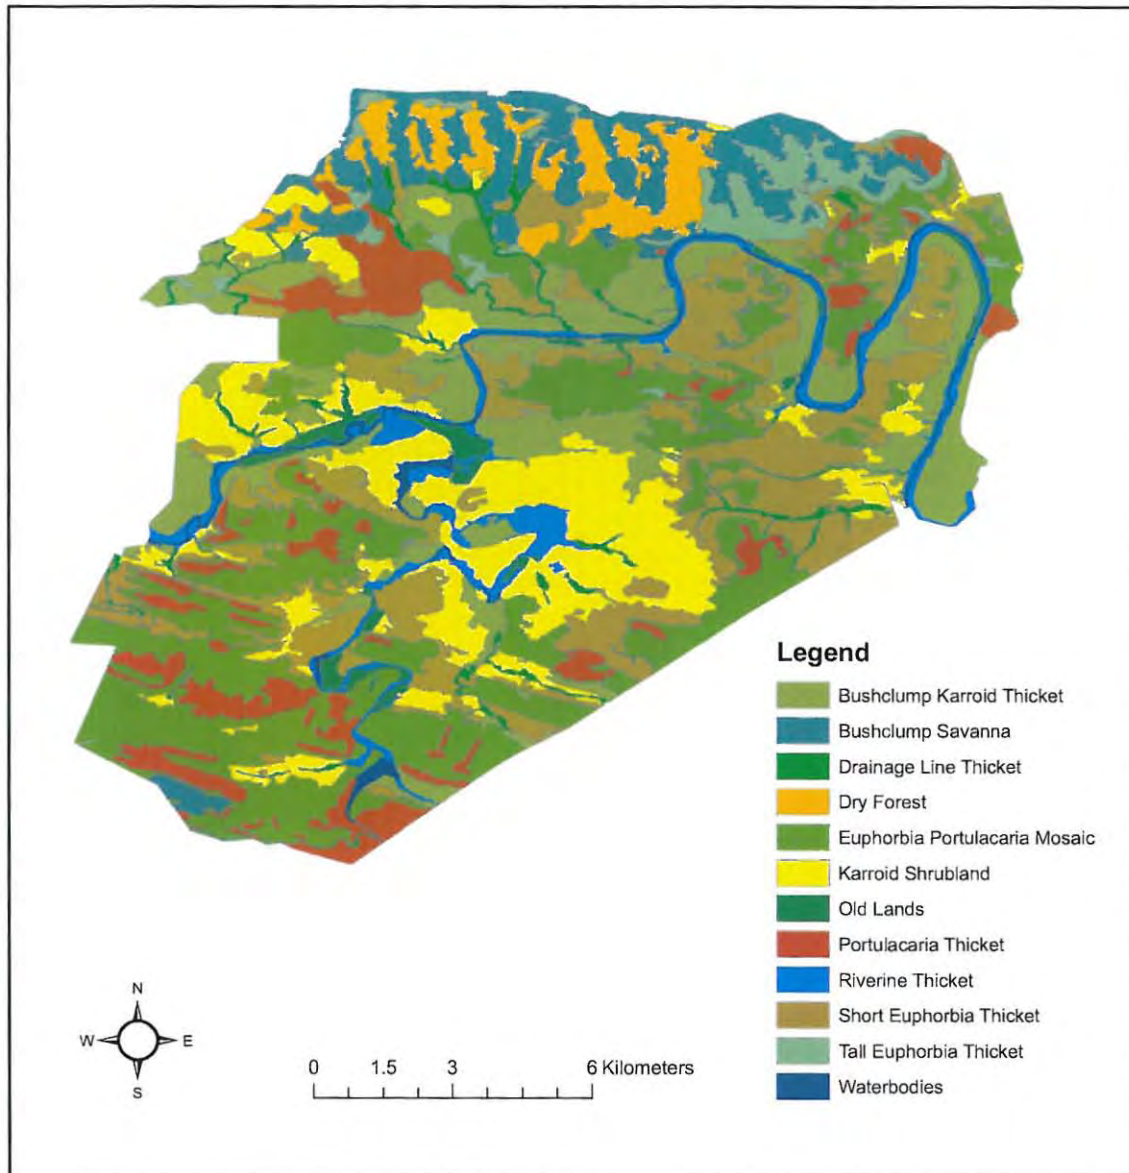 Legend
Bushclump Karroid Thicket
Bushclump Savanna
Drainage Line Thicket
Dry Forest
Euphorbia Portulacaria Mosaic
Karroid Shrubland
Old Lands
Portulacaria Thicket
Riverine Thicket
Short Euphorbia Thicket
Tall Euphorbia Thicket
Waterbodies
N
W E
S
0 1.5 3 6 Kilometers